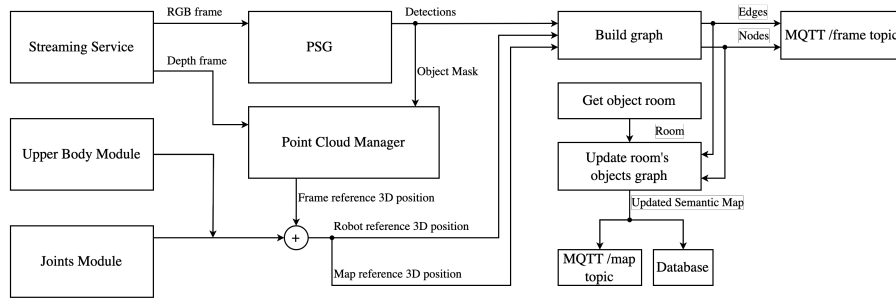 RGB frame
Streaming Service
Depth frame
PSG
Detections
Object Mask
Build graph
Edges
Nodes
MQTT /frame topic
Get object room
Room
Upper Body Module
Point Cloud Manager
Update room's
objects graph
Frame reference 3D position
Updated Semantic Map
Joints Module
+
Robot reference 3D position
Map reference 3D position
MQTT /map
topic
Database